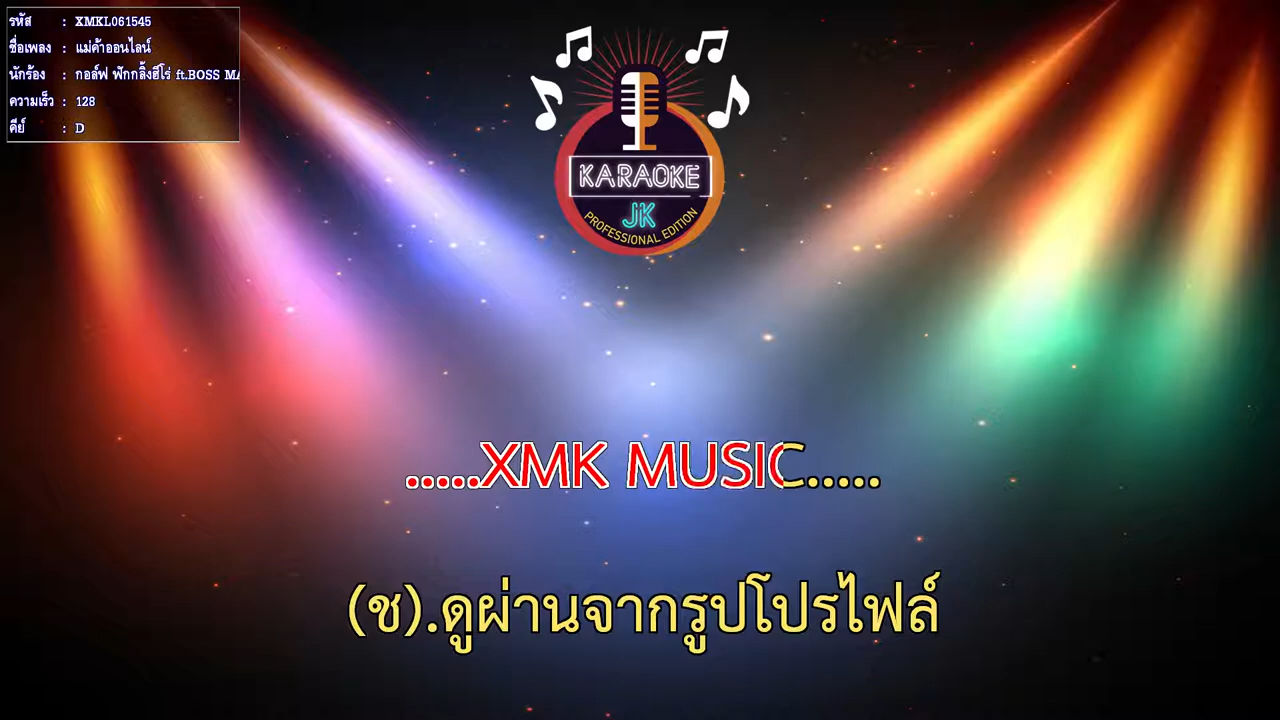 รหัส : XMKL061545
ชื่อเพลง : แม่ค้าออนไลน์
นักร้อง : กอล์ฟ ฟักกลิ้งฮีโร่ ft.BOSS MA
ความเร็ว : 128
คีย์ : D
KARAOKE
JK
PROFESSIONAL EDITION
.....XMK MUSIC.....
(ช).ดูผ่านจากรูปโปรไฟล์